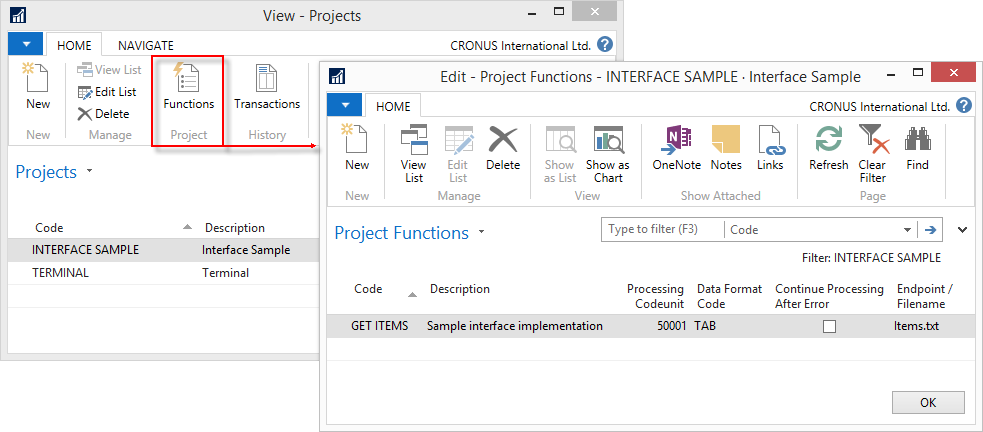 View - Projects
HOME NAVIGATE
CRONUS International Ltd. ?
New
View List
Edit List
Delete
Functions
Transactions
New
Manage
Project
History
Projects
Code Description
INTERFACE SAMPLE Interface Sample
TERMINAL Terminal
Edit - Project Functions - INTERFACE SAMPLE · Interface Sample
HOME
CRONUS International Ltd. ?
New
View
List
Edit
List
Delete
Show
as List
Show as
Chart
OneNote
Notes
Links
Refresh
Clear
Filter
Find
New
Manage
View
Show Attached
Page
Project Functions
Type to filter (F3) Code
Filter: INTERFACE SAMPLE
Code
Description
Processing
Codeunit
Data Format
Code
Continue Processing
After Error
Endpoint /
Filename
GET ITEMS Sample interface implementation 50001 TAB Items.txt
OK